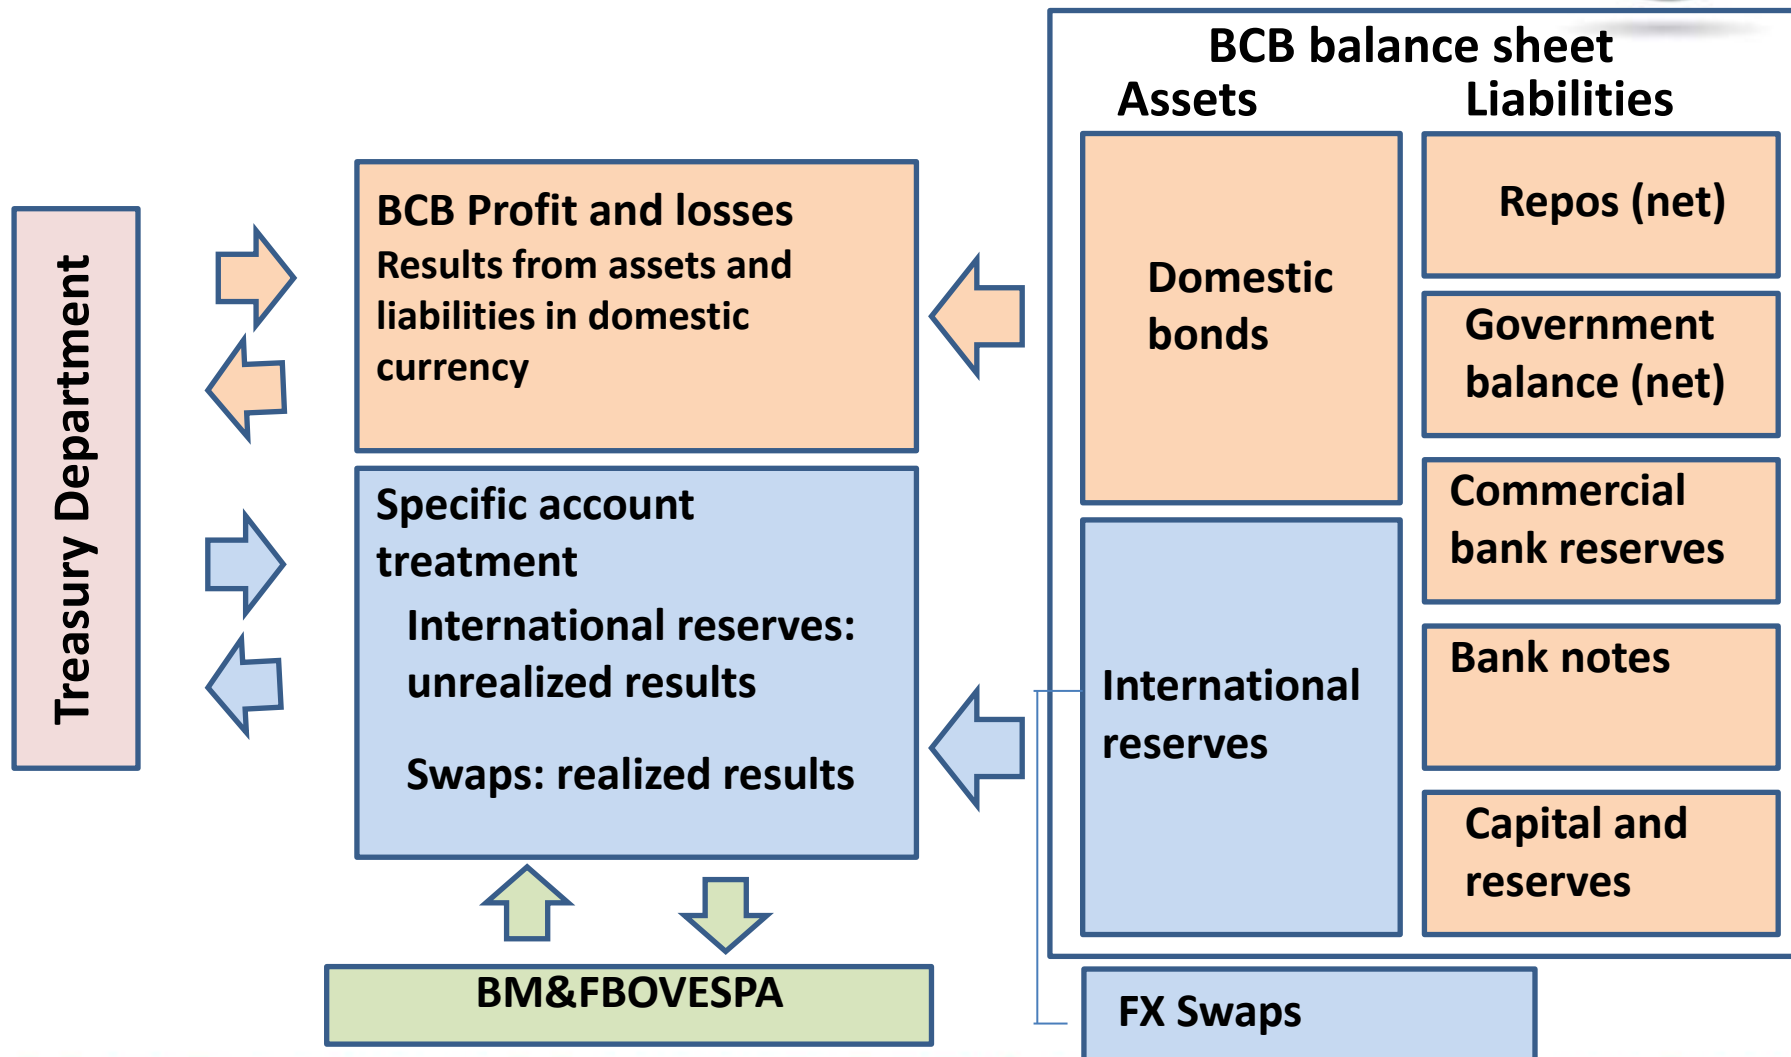 Treasury Department
BCB Profit and losses
Results from assets and
liabilities in domestic
currency
Specific account
treatment
International reserves:
unrealized results
Swaps: realized results
BM&FBOVESPA
BCB balance sheet
Assets
Liabilities
Domestic
bonds
International
reserves
Repos (net)
Government
balance (net)
Commercial
bank reserves
Bank notes
Capital and
reserves
FX Swaps